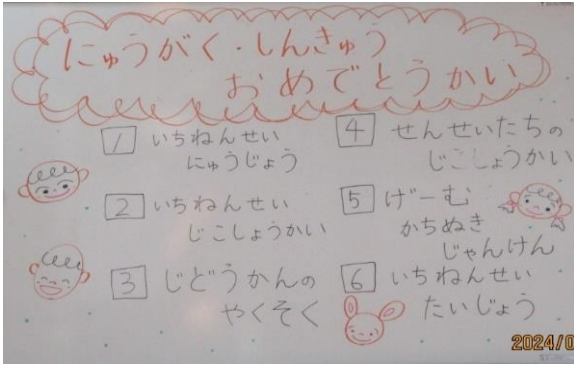 にゅうがく・しんきゅう
おめでとうかい
1 いちねんせい
にゅうじょう
2 いちねんせい
じこしょうかい
3 じどうかんの
やくそく
4 せんせいたちの
じこしょうかい
5 げーむ
かちぬき
じゃんけん
6 いちねんせい
たいじょう
2024/0